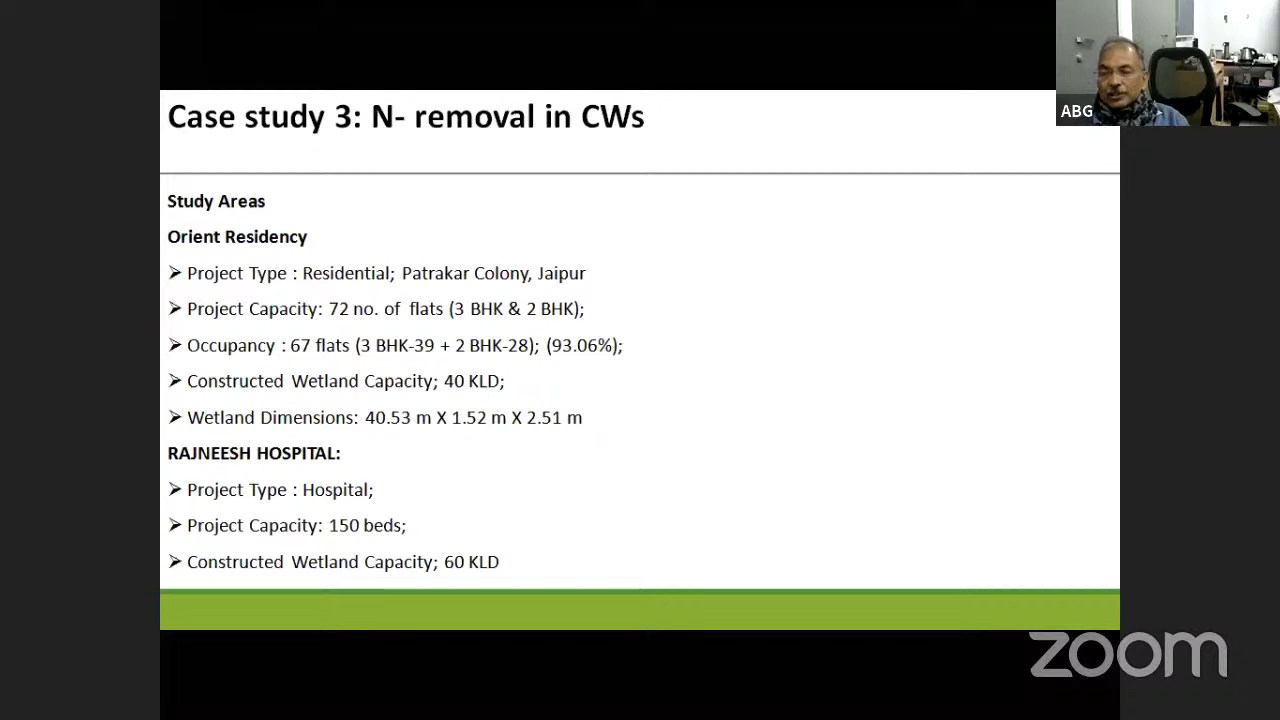 Case study 3: N- removal in CWs
ABG
Study Areas
Orient Residency
➤ Project Type : Residential; Patrakar Colony, Jaipur
➤ Project Capacity: 72 no. of flats (3 BHK & 2 BHK);
➤ Occupancy : 67 flats (3 BHK-39 + 2 BHK-28); (93.06%);
➤ Constructed Wetland Capacity; 40 KLD;
➤ Wetland Dimensions: 40.53 m X 1.52 m X 2.51 m
RAJNEESH HOSPITAL:
➤ Project Type : Hospital;
➤ Project Capacity: 150 beds;
➤ Constructed Wetland Capacity; 60 KLD
zoom